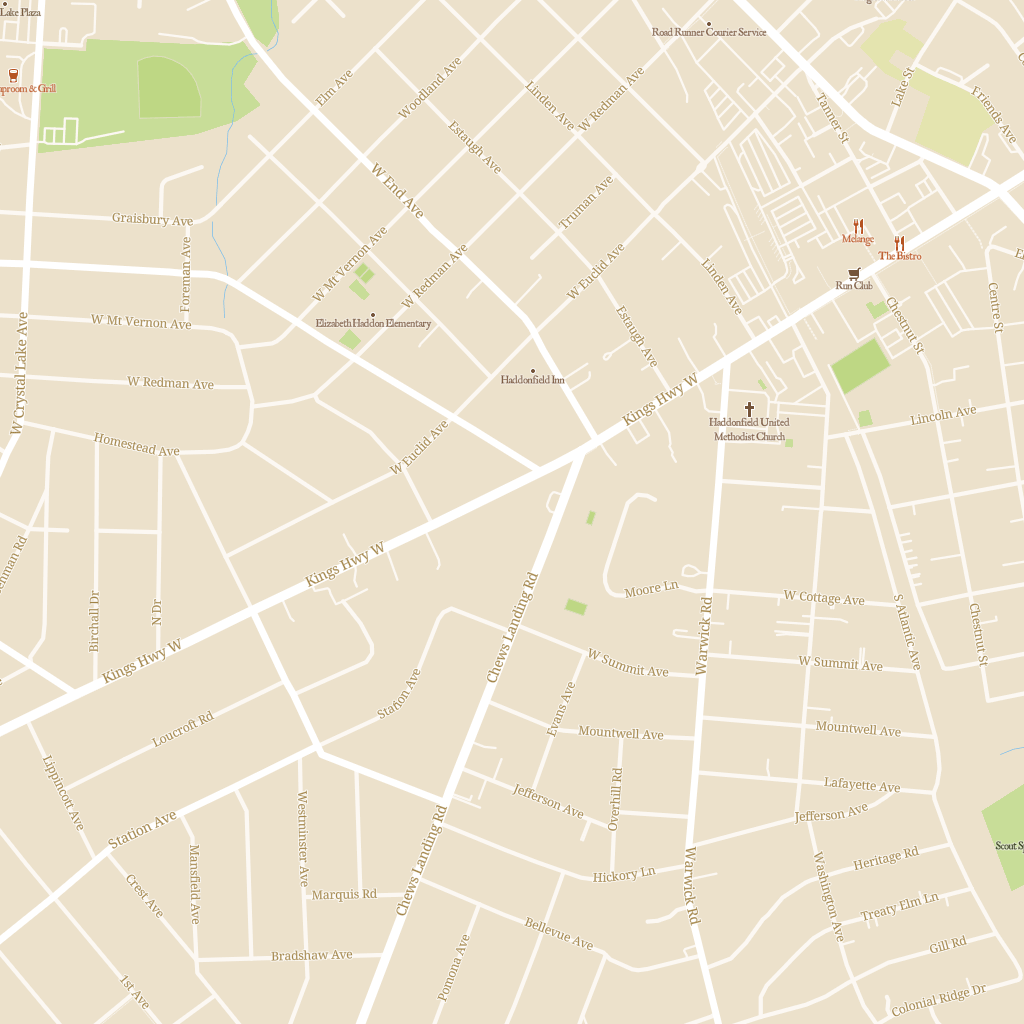 Lake Plaza
Road Runner Courier Service
Elm Ave
Woodland Ave
Linden Ave
W Redman Ave
Lake St
Tanner St
Friends Ave
proom & Grill
Estaugh Ave
W End Ave
Truman Ave
Graisbury Ave
Foreman Ave
W Mt Vernon Ave
W Redman Ave
W Euclid Ave
Linden Ave
Melange
The Bistro
Run Club
Centre St
Chestnut St
W Mt Vernon Ave
Elizabeth Haddon Elementary
Estaugh Ave
W Crystal Lake Ave
W Redman Ave
Haddonfield Inn
Kings Hwy W
Haddonfield United
Methodist Church
Lincoln Ave
Homestead Ave
W Euclid Ave
Kings Hwy W
Moore Ln
W Cottage Ave
S Atlantic Ave
Chestnut St
Birchall Dr
N Dr
Kings Hwy W
Chews Landing Rd
Warwick Rd
W Summit Ave
W Summit Ave
Station Ave
Evans Ave
Loucroft Rd
Mountwell Ave
Mountwell Ave
Lippincott Ave
Station Ave
Westminster Ave
Jefferson Ave
Overhill Rd
Lafayette Ave
Jefferson Ave
Scout Sp
Chews Landing Rd
Mansfield Ave
Crest Ave
Marquis Rd
Hickory Ln
Warwick Rd
Washington Ave
Heritage Rd
Treaty Elm Ln
Bellevue Ave
Gill Rd
Bradshaw Ave
Pomona Ave
1st Ave
Colonial Ridge Dr